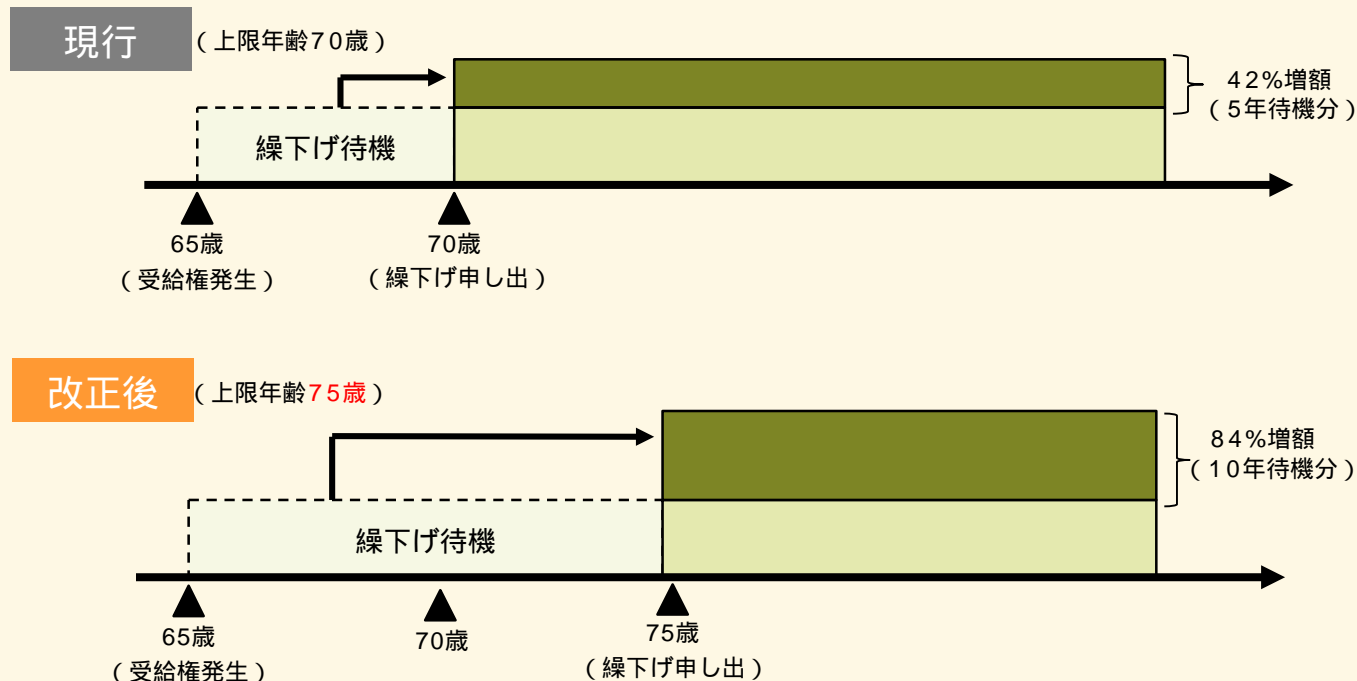 現行
（上限年齢70歳）
42%増額
（5年待機分）
繰下げ待機
65歳
（受給権発生）
70歳
（繰下げ申し出）
改正後
（上限年齢75歳）
84%増額
（10年待機分）
繰下げ待機
65歳
（受給権発生）
70歳
75歳
（繰下げ申し出）